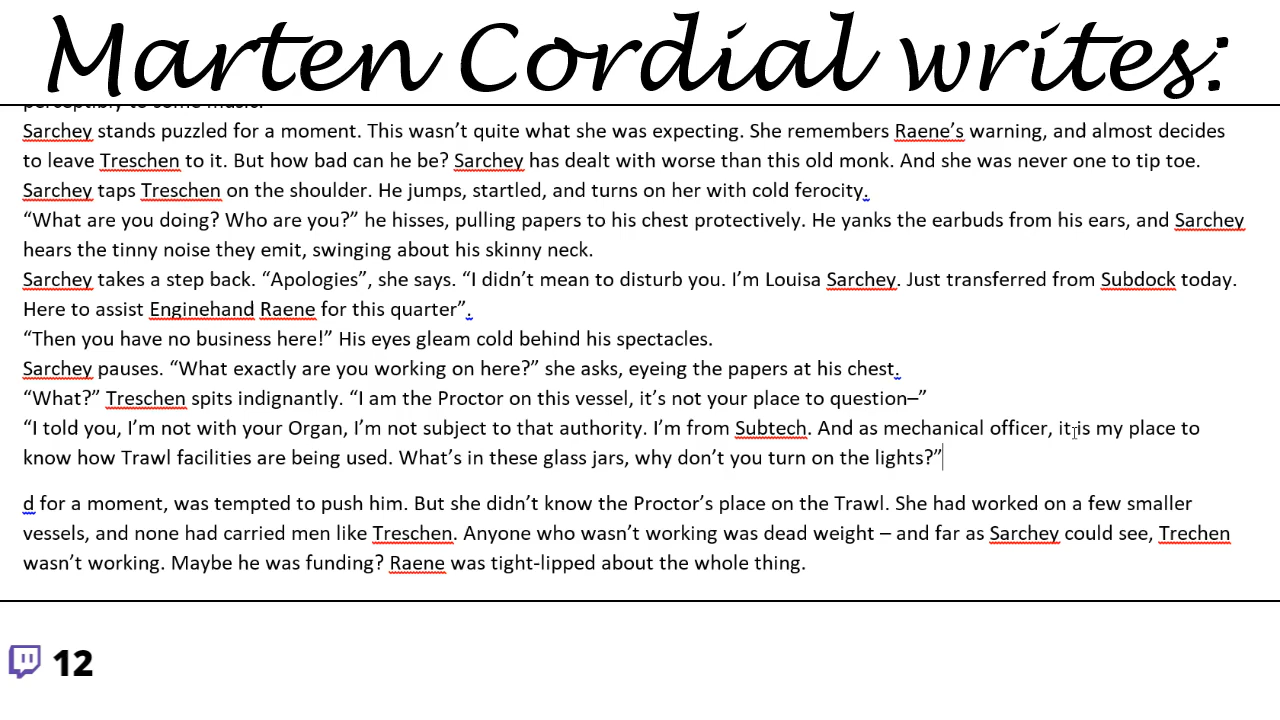 Marten Cordial writes:
perceptibly to some music.
Sarchey stands puzzled for a moment. This wasn’t quite what she was expecting. She remembers Raene’s warning, and almost decides
to leave Treschen to it. But how bad can he be? Sarchey has dealt with worse than this old monk. And she was never one to tip toe.
Sarchey taps Treschen on the shoulder. He jumps, startled, and turns on her with cold ferocity.
“What are you doing? Who are you?” he hisses, pulling papers to his chest protectively. He yanks the earbuds from his ears, and Sarchey
hears the tinny noise they emit, swinging about his skinny neck.
Sarchey takes a step back. “Apologies”, she says. “I didn’t mean to disturb you. I’m Louisa Sarchey. Just transferred from Subdock today.
Here to assist Enginehand Raene for this quarter”.
“Then you have no business here!” His eyes gleam cold behind his spectacles.
Sarchey pauses. “What exactly are you working on here?” she asks, eyeing the papers at his chest.
“What?” Treschen spits indignantly. “I am the Proctor on this vessel, it’s not your place to question–”
“I told you, I’m not with your Organ, I’m not subject to that authority. I’m from Subtech. And as mechanical officer, it is my place to
know how Trawl facilities are being used. What’s in these glass jars, why don’t you turn on the lights?”
d for a moment, was tempted to push him. But she didn’t know the Proctor’s place on the Trawl. She had worked on a few smaller
vessels, and none had carried men like Treschen. Anyone who wasn’t working was dead weight – and far as Sarchey could see, Trechen
wasn’t working. Maybe he was funding? Raene was tight-lipped about the whole thing.
12